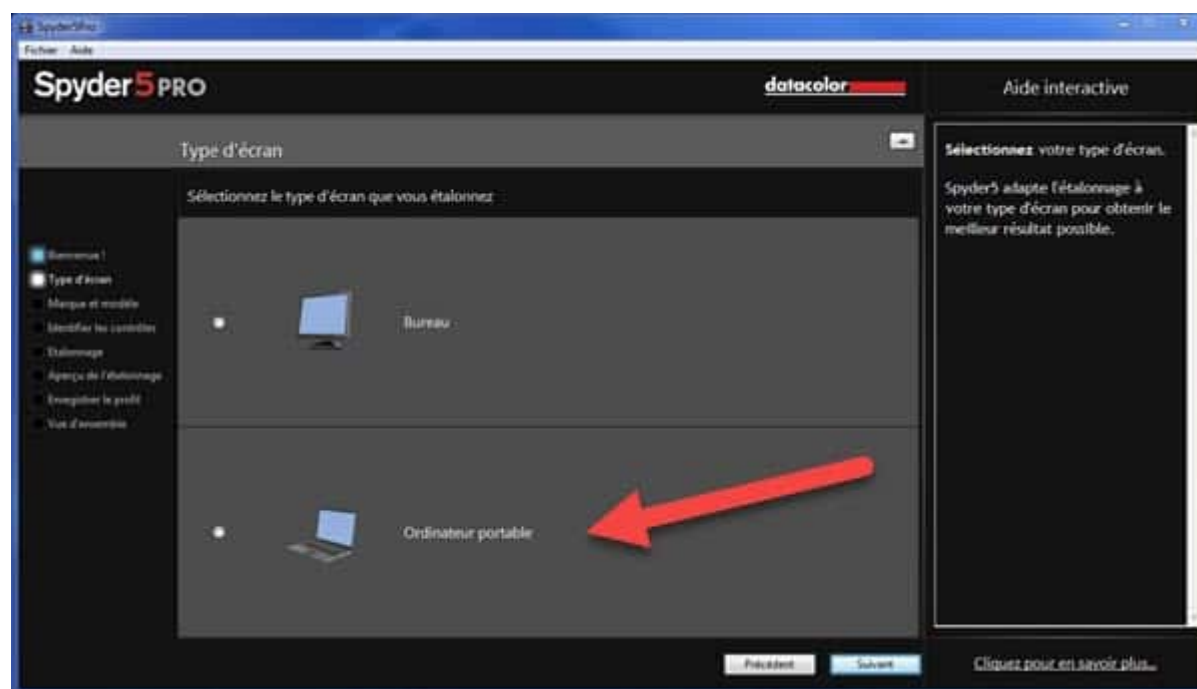 Spyder5Pro
Fichier Aide
Spyder5PRO
datacolor
Aide interactive
Type d'écran
Sélectionnez le type d'écran que vous étalonnez
Sélectionnez votre type d'écran.
Spyder5 adapte l'étalonnage à
votre type d'écran pour obtenir le
meilleur résultat possible.
Bienvenue !
Type d'écran
Marque et modèle
Identifier les contrôles
Etalonnage
Aperçu de l'étalonnage
Enregistrer le profil
Vue d'ensemble
Bureau
Ordinateur portable
Précédent
Suivant
Cliquez pour en savoir plus...